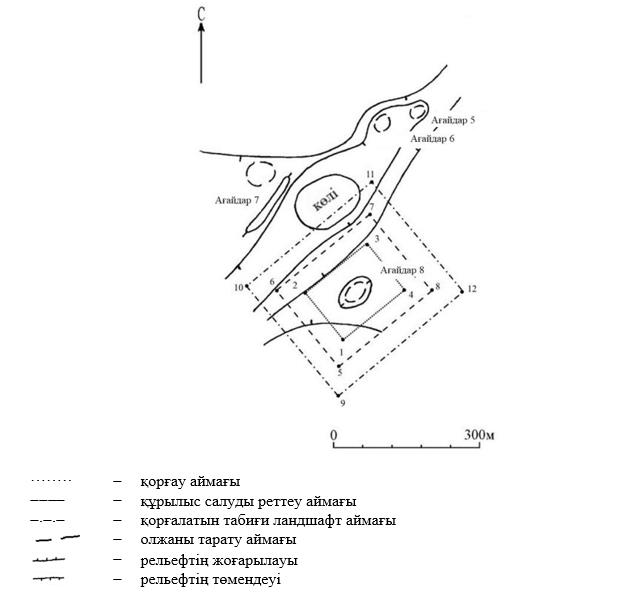 С
Ағайдар 5
Ағайдар 6
11
көлі
Ағайдар 7
7
3
Ағайдар 8
6
2
10
4
8
12
1
5
9
0 300м
– қорғау аймағы
– құрылыс салуды реттеу аймағы
– қорғалатын табиғи ландшафт аймағы
– олжаны тарату аймағы
– рельефтің жоғарылауы
– рельефтің төмендеуі